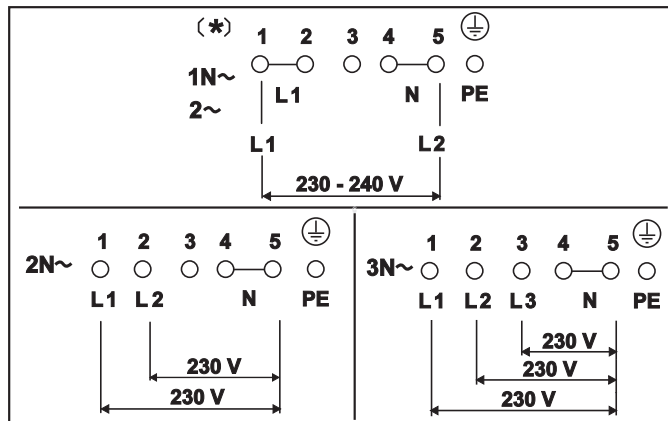 (*) 1 2 3 4 5
1N~ L1 N PE
2~
L1 L2
230 - 240 V
1 2 3 4 5
2N~
L1 L2 N PE
230 V
230 V
1 2 3 4 5
3N~
L1 L2 L3 N PE
230 V
230 V
230 V